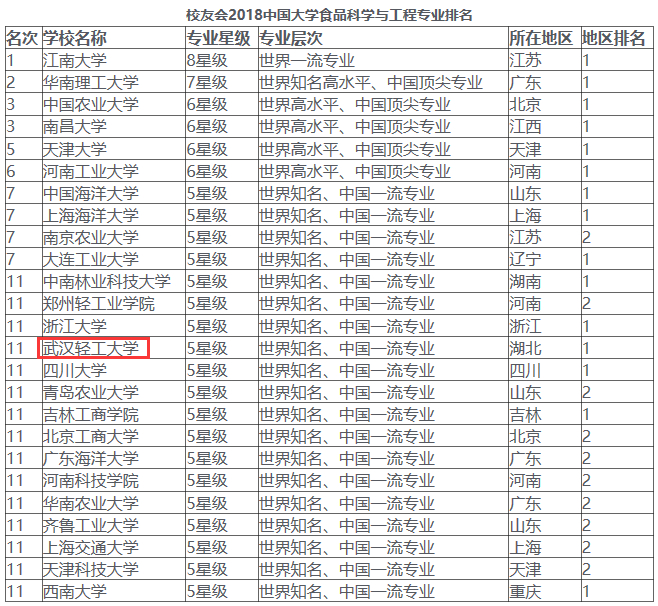 校友会2018中国大学食品科学与工程专业排名
名次 学校名称 专业星级 专业层次 所在地区 地区排名
1 江南大学 8星级 世界一流专业 江苏 1
2 华南理工大学 7星级 世界知名高水平、中国顶尖专业 广东 1
3 中国农业大学 6星级 世界高水平、中国顶尖专业 北京 1
3 南昌大学 6星级 世界高水平、中国顶尖专业 江西 1
5 天津大学 6星级 世界高水平、中国顶尖专业 天津 1
6 河南工业大学 6星级 世界高水平、中国顶尖专业 河南 1
7 中国海洋大学 5星级 世界知名、中国一流专业 山东 1
7 上海海洋大学 5星级 世界知名、中国一流专业 上海 1
7 南京农业大学 5星级 世界知名、中国一流专业 江苏 2
7 大连工业大学 5星级 世界知名、中国一流专业 辽宁 1
11 中南林业科技大学 5星级 世界知名、中国一流专业 湖南 1
11 郑州轻工业学院 5星级 世界知名、中国一流专业 河南 2
11 浙江大学 5星级 世界知名、中国一流专业 浙江 1
11 武汉轻工大学 5星级 世界知名、中国一流专业 湖北 1
11 四川大学 5星级 世界知名、中国一流专业 四川 1
11 青岛农业大学 5星级 世界知名、中国一流专业 山东 2
11 吉林工商学院 5星级 世界知名、中国一流专业 吉林 1
11 北京工商大学 5星级 世界知名、中国一流专业 北京 2
11 广东海洋大学 5星级 世界知名、中国一流专业 广东 2
11 河南科技学院 5星级 世界知名、中国一流专业 河南 2
11 华南农业大学 5星级 世界知名、中国一流专业 广东 2
11 齐鲁工业大学 5星级 世界知名、中国一流专业 山东 2
11 上海交通大学 5星级 世界知名、中国一流专业 上海 2
11 天津科技大学 5星级 世界知名、中国一流专业 天津 2
11 西南大学 5星级 世界知名、中国一流专业 重庆 1